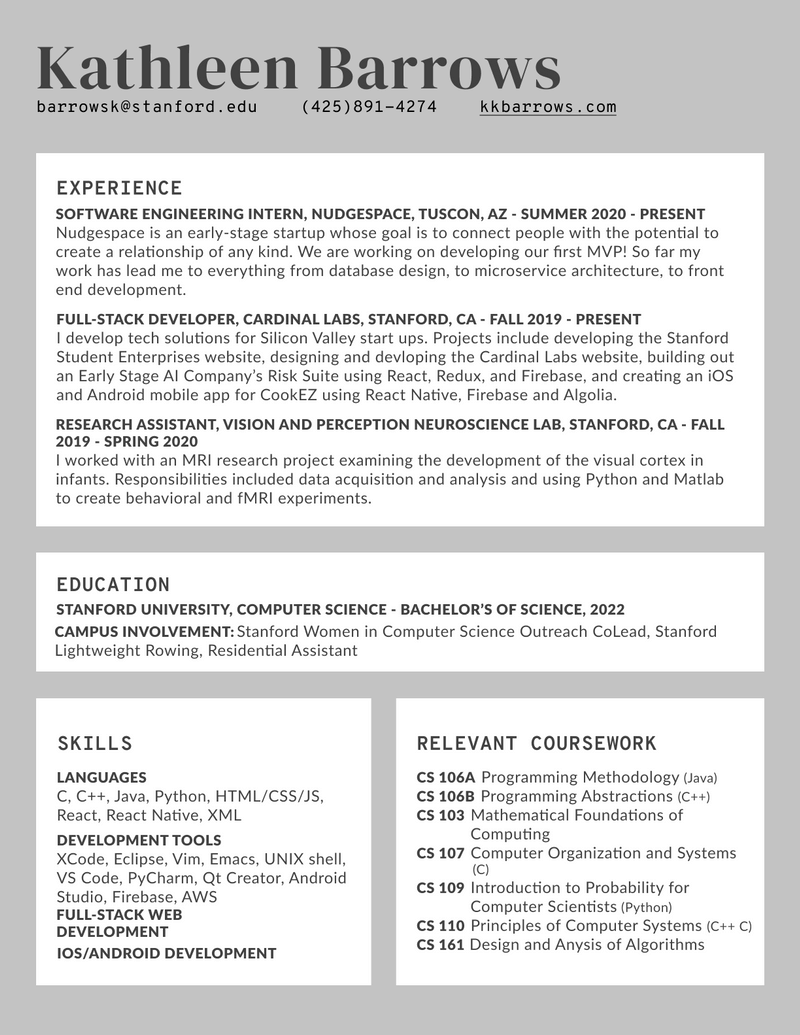 Kathleen Barrows
barrowsk@stanford.edu (425)891-4274 kkbarrows.com
EXPERIENCE
SOFTWARE ENGINEERING INTERN, NUDGESPACE, TUSCON, AZ - SUMMER 2020 - PRESENT
Nudgespace is an early-stage startup whose goal is to connect people with the potential to
create a relationship of any kind. We are working on developing our first MVP! So far my
work has lead me to everything from database design, to microservice architecture, to front
end development.
FULL-STACK DEVELOPER, CARDINAL LABS, STANFORD, CA - FALL 2019 - PRESENT
I develop tech solutions for Silicon Valley start ups. Projects include developing the Stanford
Student Enterprises website, designing and devloping the Cardinal Labs website, building out
an Early Stage AI Company's Risk Suite using React, Redux, and Firebase, and creating an iOS
and Android mobile app for CookEZ using React Native, Firebase and Algolia.
RESEARCH ASSISTANT, VISION AND PERCEPTION NEUROSCIENCE LAB, STANFORD, CA - FALL
2019 - SPRING 2020
I worked with an MRI research project examining the development of the visual cortex in
infants. Responsibilities included data acquisition and analysis and using Python and Matlab
to create behavioral and fMRI experiments.
EDUCATION
STANFORD UNIVERSITY, COMPUTER SCIENCE - BACHELOR'S OF SCIENCE, 2022
CAMPUS INVOLVEMENT: Stanford Women in Computer Science Outreach CoLead, Stanford
Lightweight Rowing, Residential Assistant
SKILLS
LANGUAGES
C, C++, Java, Python, HTML/CSS/JS,
React, React Native, XML
DEVELOPMENT TOOLS
XCode, Eclipse, Vim, Emacs, UNIX shell,
VS Code, PyCharm, Qt Creator, Android
Studio, Firebase, AWS
FULL-STACK WEB
DEVELOPMENT
IOS/ANDROID DEVELOPMENT
RELEVANT COURSEWORK
CS 106A Programming Methodology (Java)
CS 106B Programming Abstractions (C++)
CS 103 Mathematical Foundations of
Computing
CS 107 Computer Organization and Systems
(C)
CS 109 Introduction to Probability for
Computer Scientists (Python)
CS 110 Principles of Computer Systems (C++ C)
CS 161 Design and Anysis of Algorithms